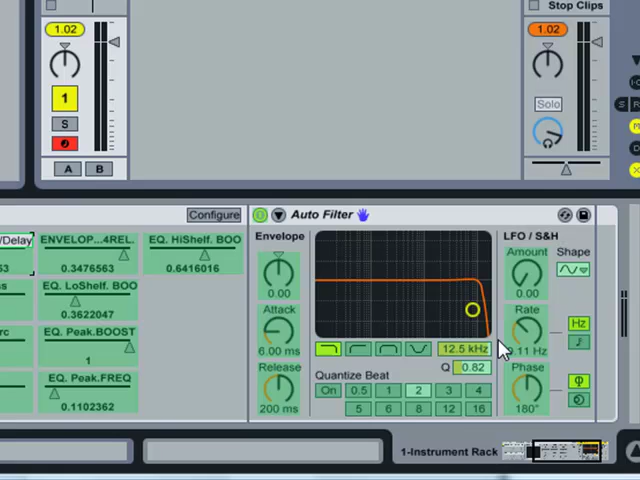 Stop Clips
1.02
1.02
1
Solo
S
S
A
B
Configure
Auto Filter
/Delay
ENVELOP...4REL.
EQ. HiShelf. BOO
Envelope
LFO / S&H
53
0.3476563
0.6416016
Amount
Shape
0.00
0.00
EQ. LoShelf. BOO
0.3622047
Attack
Rate
Hz
6.00 ms
12.5 kHz
EQ. Peak.BOOST
1
Q
0.82
Release
Quantize Beat
Phase
EQ. Peak.FREQ
On
0.5
1
2
3
4
0.1102362
200 ms
5
6
8
12
16
180°
1-Instrument Rack